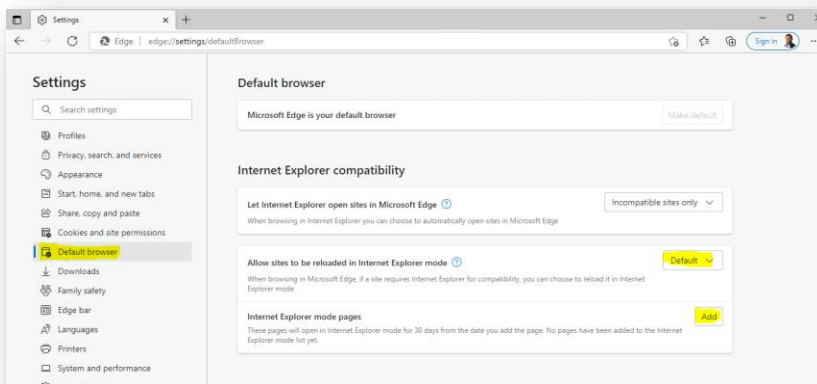 Settings
Edge | edge://settings/defaultBrowser
Sign in
Settings
Search settings
Profiles
Privacy, search, and services
Appearance
Start, home, and new tabs
Share, copy and paste
Cookies and site permissions
Default browser
Downloads
Family safety
Edge bar
Languages
Printers
System and performance
Default browser
Microsoft Edge is your default browser
Make default
Internet Explorer compatibility
Let Internet Explorer open sites in Microsoft Edge
Incompatible sites only
When browsing in Internet Explorer you can choose to automatically open sites in Microsoft Edge
Allow sites to be reloaded in Internet Explorer mode
Default
When browsing in Microsoft Edge, if a site requires Internet Explorer for compatibility, you can choose to reload it in Internet
Explorer mode
Internet Explorer mode pages
Add
These pages will open in Internet Explorer mode for 30 days from the date you add the page. No pages have been added to the Internet
Explorer mode list yet.